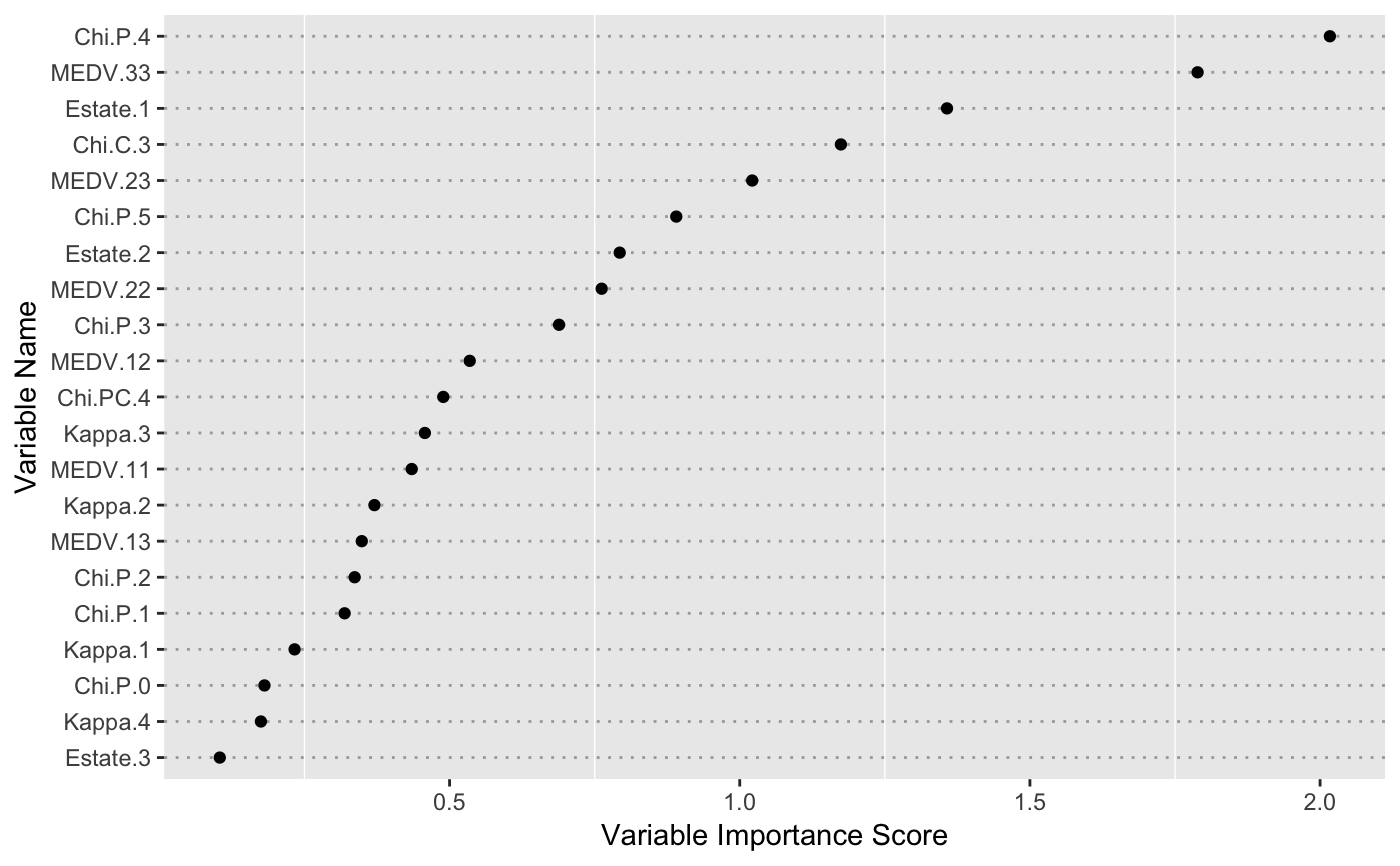 Variable Name
Chi.P.4
MEDV.33
Estate.1
Chi.C.3
MEDV.23
Chi.P.5
Estate.2
MEDV.22
Chi.P.3
MEDV.12
Chi.PC.4
Kappa.3
MEDV.11
Kappa.2
MEDV.13
Chi.P.2
Chi.P.1
Kappa.1
Chi.P.0
Kappa.4
Estate.3
0.5 1.0 1.5 2.0
Variable Importance Score